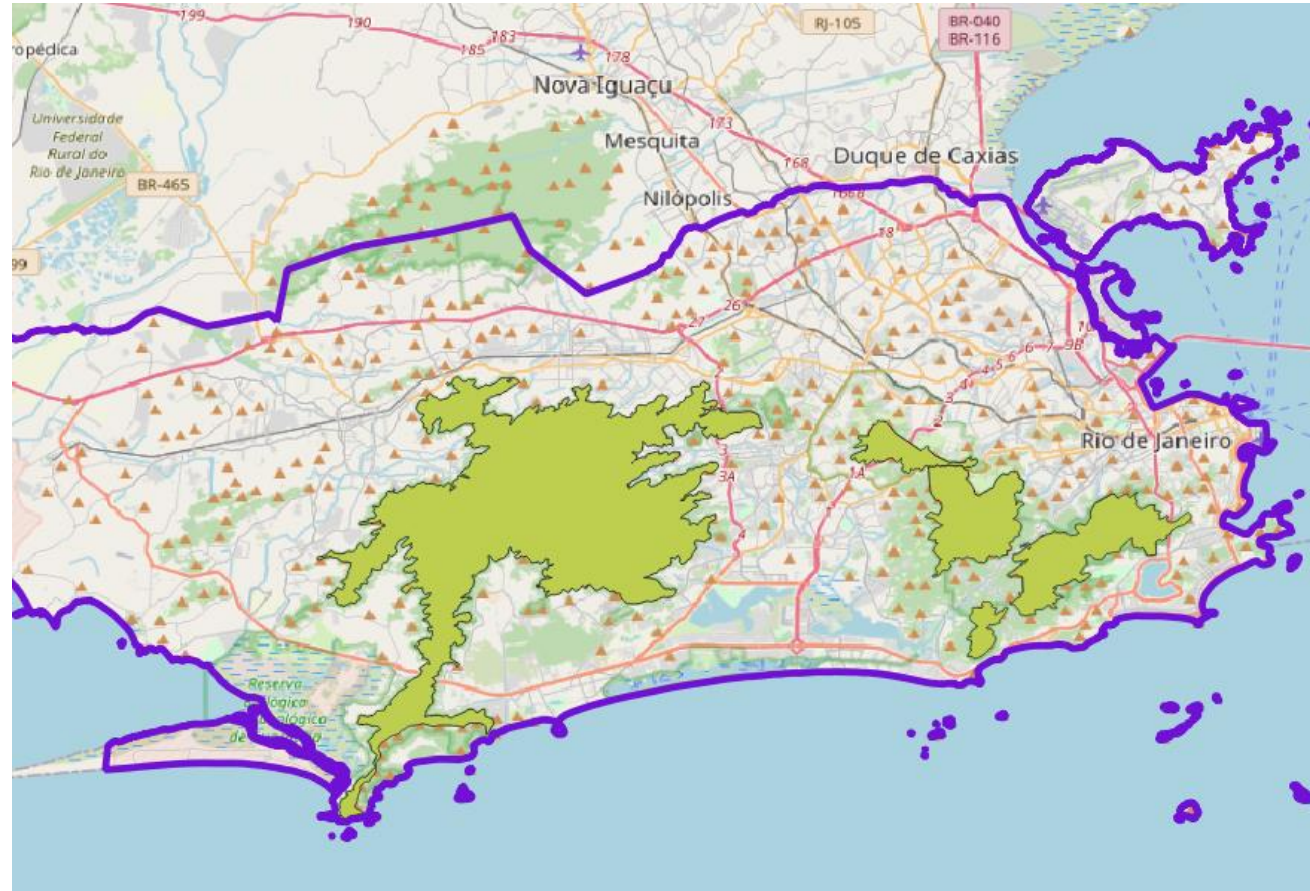 199
190
185
183
178
RJ-105
BR-040
BR-116
opédica
Nova Iguaçu
Universidade
Federal
Rural do
Rio de Janeiro
BR-465
173
Mesquita
168
Duque de Caxias
Nilópolis
18
99
26
27
10
9B
7
6
6
5
4
4
3
2
2
Rio de Janeiro
3
3A
1A
1
4
Reserva